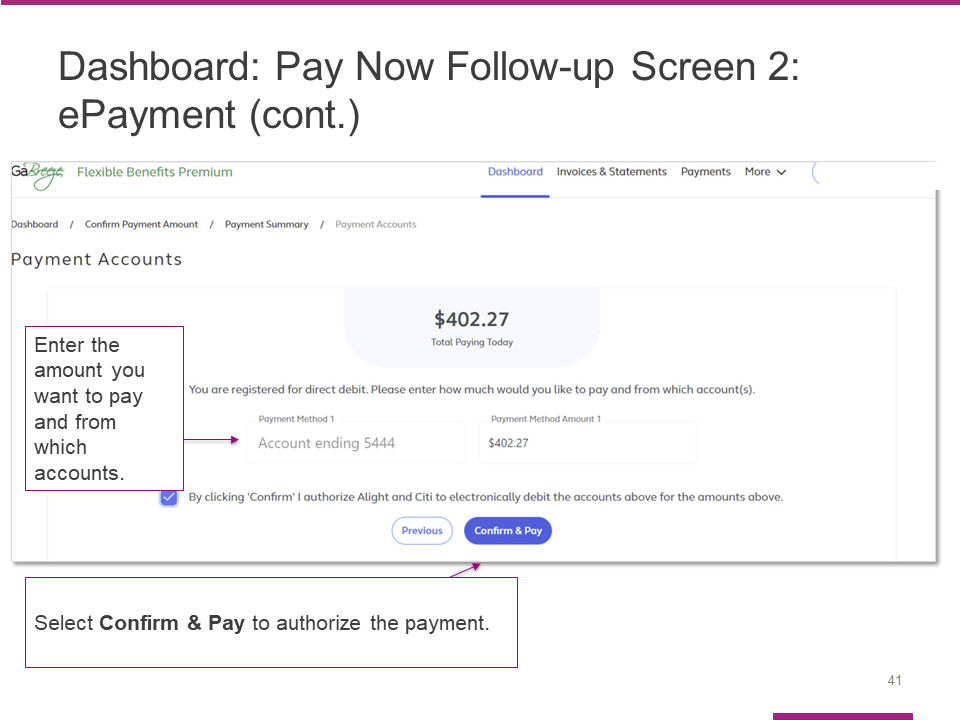 Dashboard: Pay Now Follow-up Screen 2:
ePayment (cont.)
GaBreeze Flexible Benefits Premium
Dashboard Invoices & Statements Payments More
Dashboard / Confirm Payment Amount / Payment Summary / Payment Accounts
Payment Accounts
$402.27
Total Paying Today
Enter the
amount you
want to pay
and from
which
accounts.
You are registered for direct debit. Please enter how much would you like to pay and from which account(s).
Payment Method 1
Account ending 5444
Payment Method Amount 1
$402.27
By clicking 'Confirm' I authorize Alight and Citi to electronically debit the accounts above for the amounts above.
Previous
Confirm & Pay
Select Confirm & Pay to authorize the payment.
41